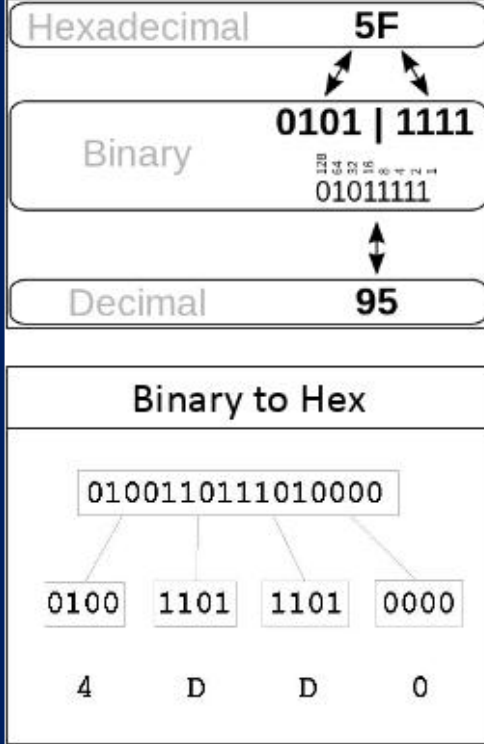 Hexadecimal 5F
0101 | 1111
Binary
128 64 32 16 8 4 2 1
01011111
Decimal 95
Binary to Hex
0100110111010000
0100 1101 1101 0000
4 D D 0